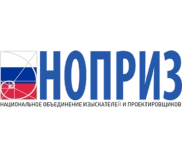 НОПРИЗ
НАЦИОНАЛЬНОЕ ОБЪЕДИНЕНИЕ ИЗЫСКАТЕЛЕЙ И ПРОЕКТИРОВЩИКОВ